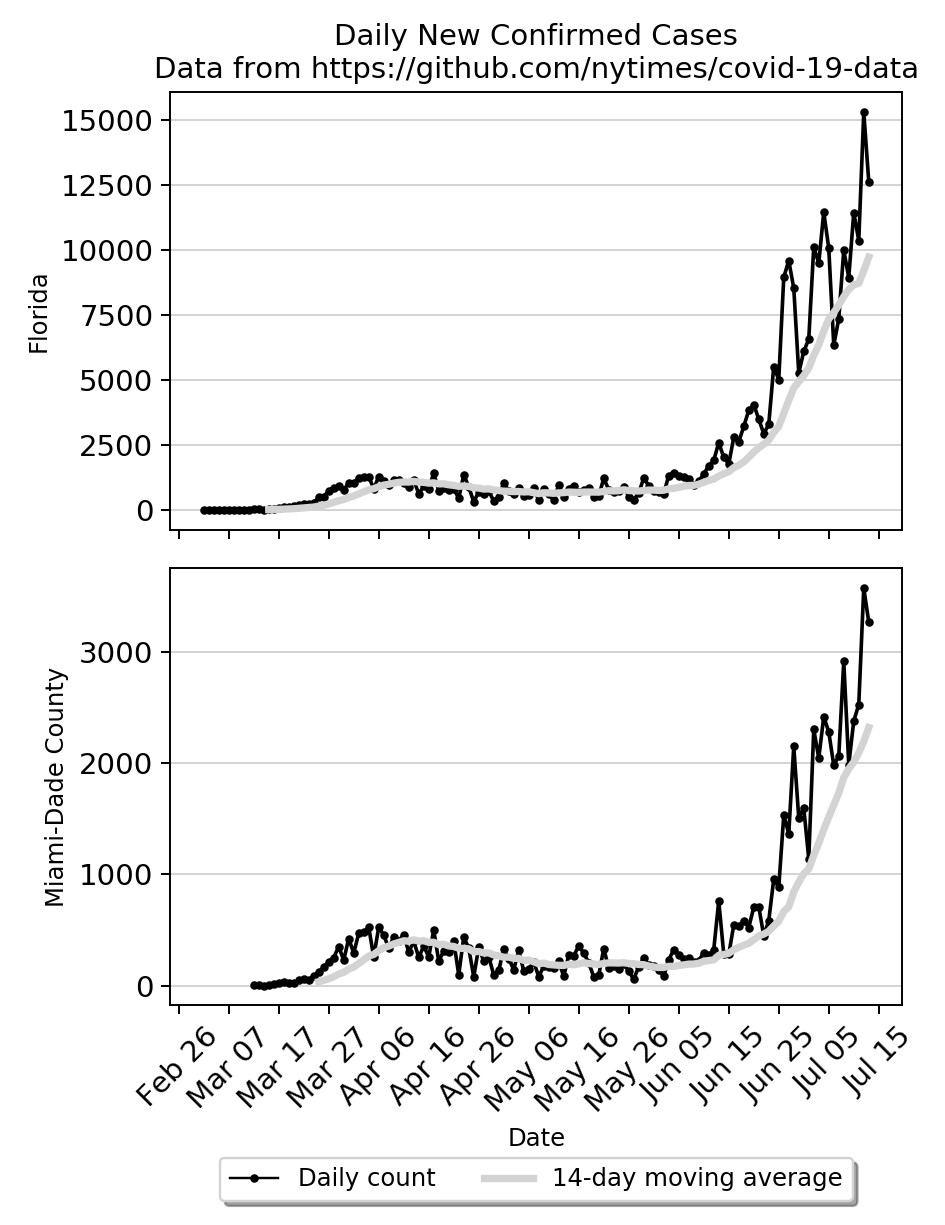 Daily New Confirmed Cases
Data from https://github.com/nytimes/covid-19-data
15000
12500
10000
7500
5000
2500
0
Florida
3000
2000
1000
0
Miami-Dade County
Feb 26
Mar 07
Mar 17
Mar 27
Apr 06
Apr 16
Apr 26
May 06
May 16
May 26
Jun 05
Jun 15
Jun 25
Jul 05
Jul 15
Date
Daily count
14-day moving average